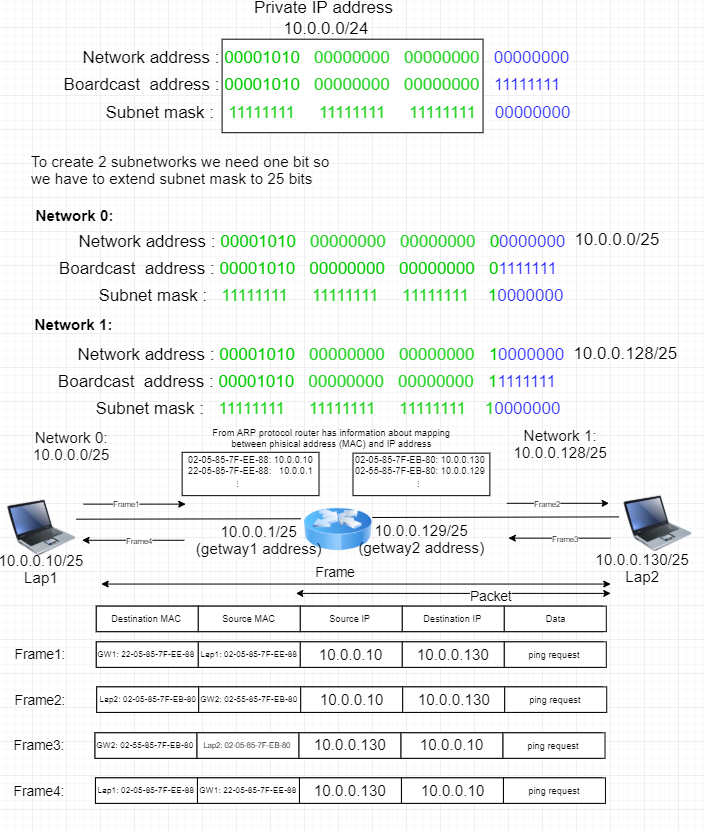 Private IP address
10.0.0.0/24
Network address : 00001010 00000000 00000000 00000000
Boardcast address : 00001010 00000000 00000000 11111111
Subnet mask : 11111111 11111111 11111111 00000000
To create 2 subnetworks we need one bit so
we have to extend subnet mask to 25 bits
Network 0:
Network address : 00001010 00000000 00000000 00000000 10.0.0.0/25
Boardcast address : 00001010 00000000 00000000 01111111
Subnet mask : 11111111 11111111 11111111 10000000
Network 1:
Network address : 00001010 00000000 00000000 10000000 10.0.0.128/25
Boardcast address : 00001010 00000000 00000000 11111111
Subnet mask : 11111111 11111111 11111111 10000000
From ARP protocol router has information about mapping
between phisical address (MAC) and IP address
Network 0:
10.0.0.0/25
Network 1:
10.0.0.128/25
02-05-85-7F-EE-88: 10.0.0.10
22-05-85-7F-EE-88: 10.0.0.1
⋮
02-05-85-7F-EB-80: 10.0.0.130
02-55-85-7F-EB-80: 10.0.0.129
⋮
Frame1
Frame2
Frame4
Frame3
10.0.0.1/25
(getway1 address)
10.0.0.129/25
(getway2 address)
10.0.0.10/25
Lap1
10.0.0.130/25
Lap2
Frame
Packet
Destination MAC Source MAC Source IP Destination IP Data
Frame1: GW1: 22-05-85-7F-EE-88 Lap1: 02-05-85-7F-EE-88 10.0.0.10 10.0.0.130 ping request
Frame2: Lap2: 02-05-85-7F-EB-80 GW2: 02-55-85-7F-EB-80 10.0.0.10 10.0.0.130 ping request
Frame3: GW2: 02-55-85-7F-EB-80 Lap2: 02-05-85-7F-EB-80 10.0.0.130 10.0.0.10 ping request
Frame4: Lap1: 02-05-85-7F-EE-88 GW1: 22-05-85-7F-EE-88 10.0.0.130 10.0.0.10 ping request